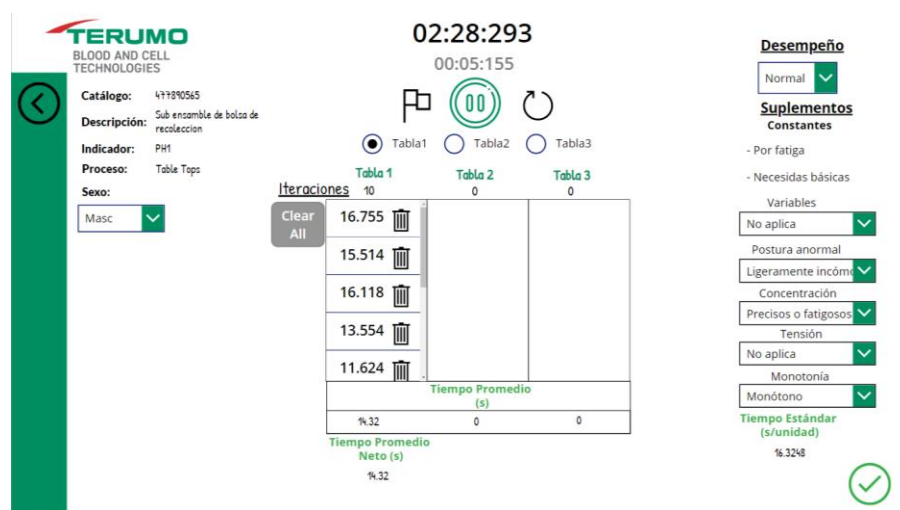 TERUMO
BLOOD AND CELL
TECHNOLOGIES
Catálogo: 477890565
Descripción: Sub ensamble de bolsa de
recoleccion
Indicador: PH1
Proceso: Table Tops
Sexo:
Masc
02:28:293
00:05:155
Tabla1 Tabla2 Tabla3
Tabla 1 Tabla 2 Tabla 3
Iteraciones 10 0 0
Clear
All
16.755
15.514
16.118
13.554
11.624
Tiempo Promedio
(s)
14.32 0 0
Tiempo Promedio
Neto (s)
14.32
Desempeño
Normal
Suplementos
Constantes
- Por fatiga
- Necesidas básicas
Variables
No aplica
Postura anormal
Ligeramente incómo
Concentración
Precisos o fatigosos
Tensión
No aplica
Monotonía
Monótono
Tiempo Estándar
(s/unidad)
16.3248